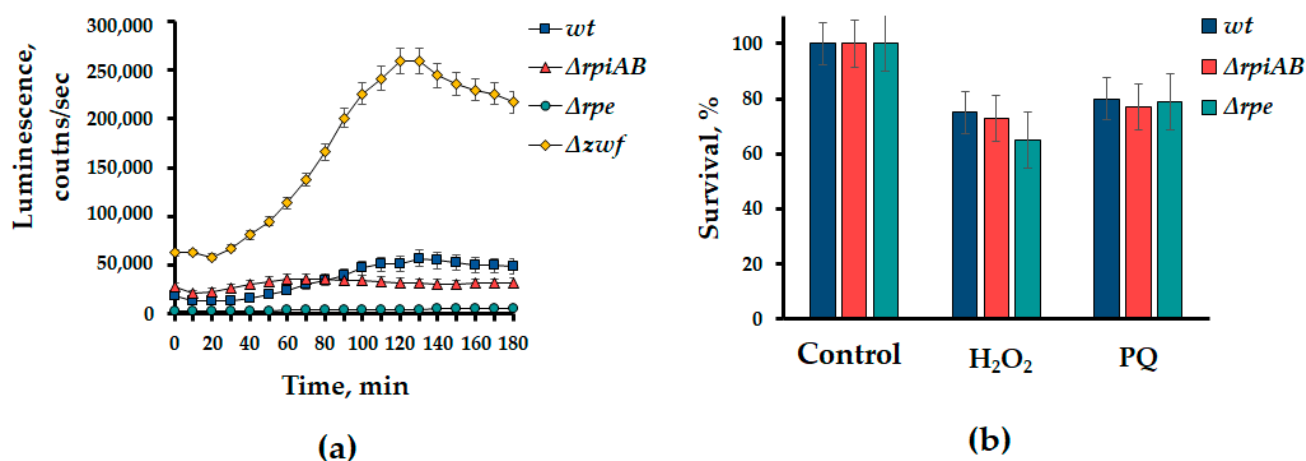 300,000
250,000
200,000
150,000
100,000
50,000
0
Luminescence,
coutns/sec
0 20 40 60 80 100 120 140 160 180
Time, min
wt
ΔrpiAB
Δrpe
Δzwf
(a)
100
80
60
40
20
0
Survival, %
Control H₂O₂ PQ
wt
ΔrpiAB
Δrpe
(b)